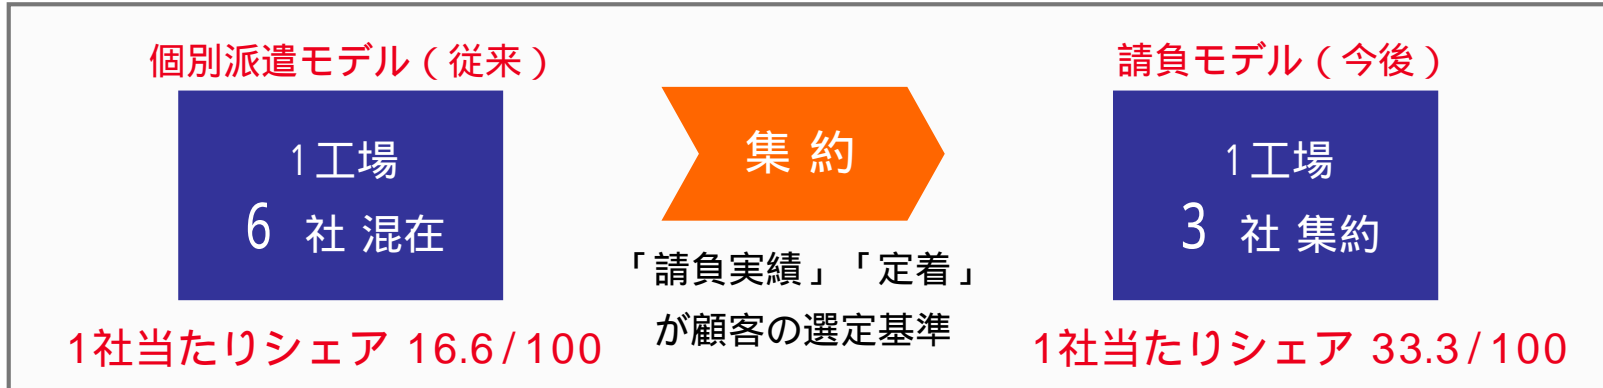 個別派遣モデル（従来）
1工場
6 社 混在
1社当たりシェア 16.6/100
集 約
「請負実績」「定着」
が顧客の選定基準
請負モデル（今後）
1工場
3 社 集約
1社当たりシェア 33.3/100